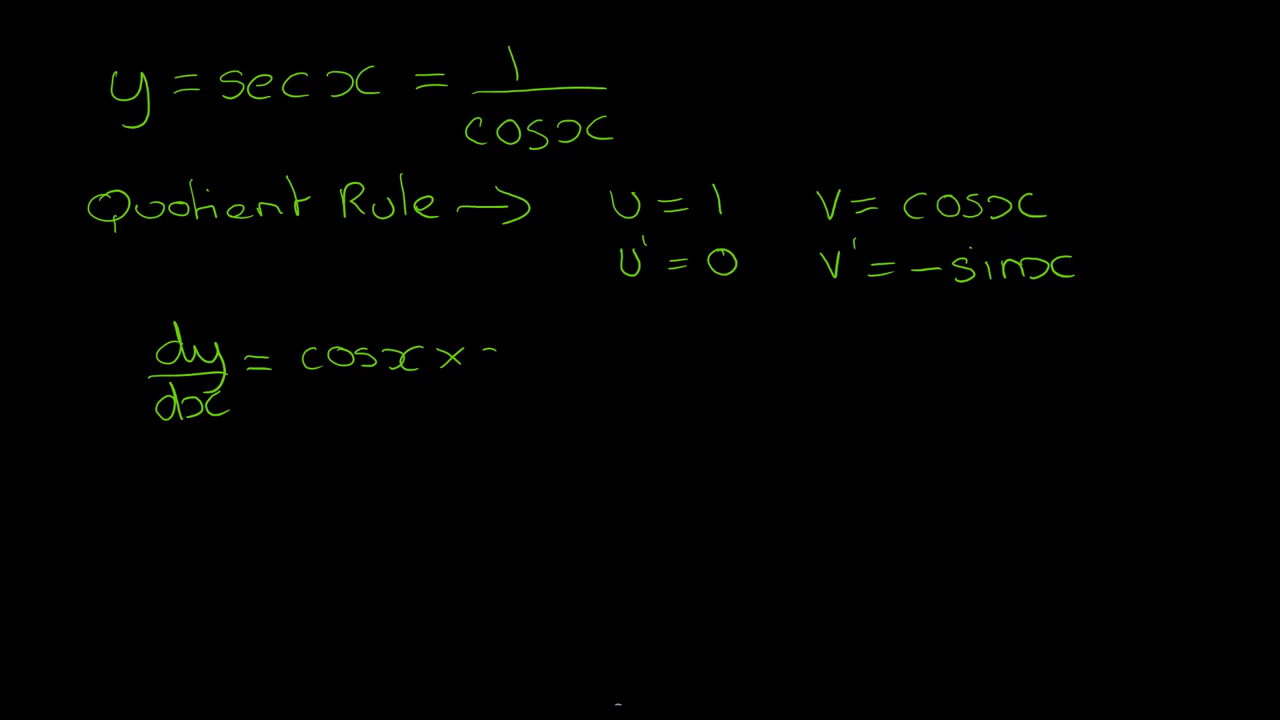 y = sec x = 1/cos x
Quotient Rule → u = 1 v = cos x
u' = 0 v' = -sin x
dy/dx = cos x ×